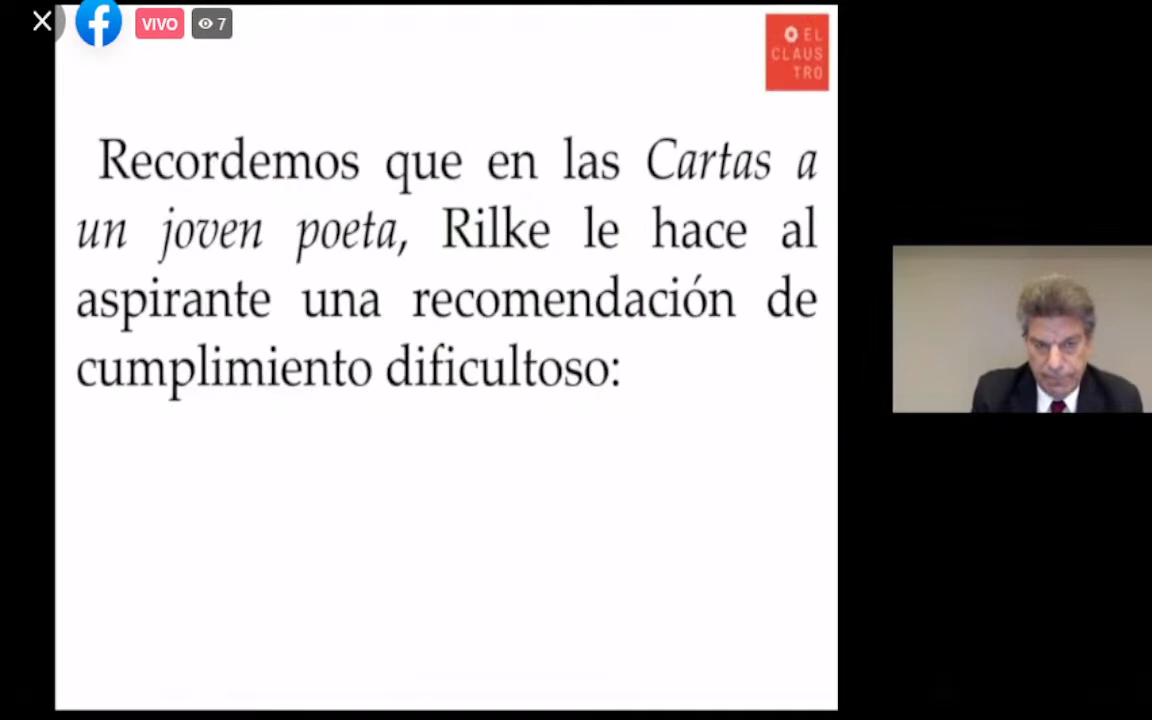 VIVO
7
EL
CLAUS
TRO
Recordemos que en las Cartas a
un joven poeta, Rilke le hace al
aspirante una recomendación de
cumplimiento dificultoso: